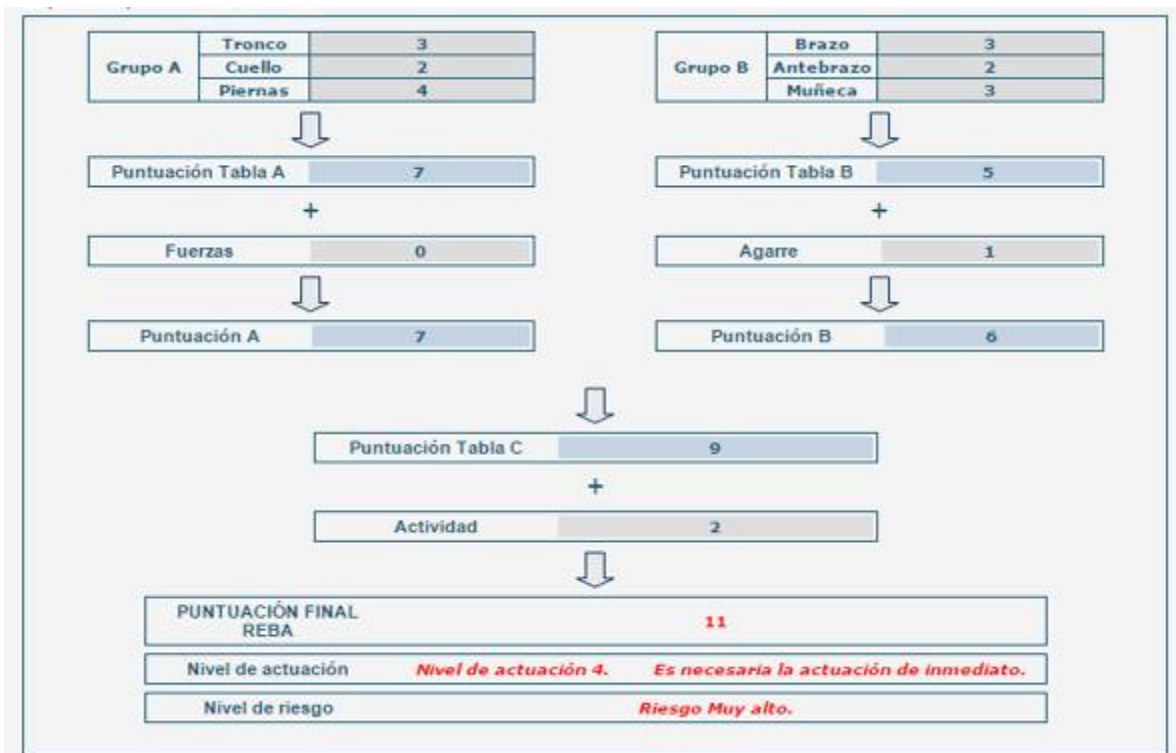 Grupo A
Tronco 3
Cuello 2
Piernas 4
Grupo B
Brazo 3
Antebrazo 2
Muñeca 3
Puntuación Tabla A 7
Puntuación Tabla B 5
+
+
Fuerzas 0
Agarre 1
Puntuación A 7
Puntuación B 6
Puntuación Tabla C 9
+
Actividad 2
PUNTUACIÓN FINAL
REBA
11
Nivel de actuación Nivel de actuación 4. Es necesaria la actuación de inmediato.
Nivel de riesgo Riesgo Muy alto.